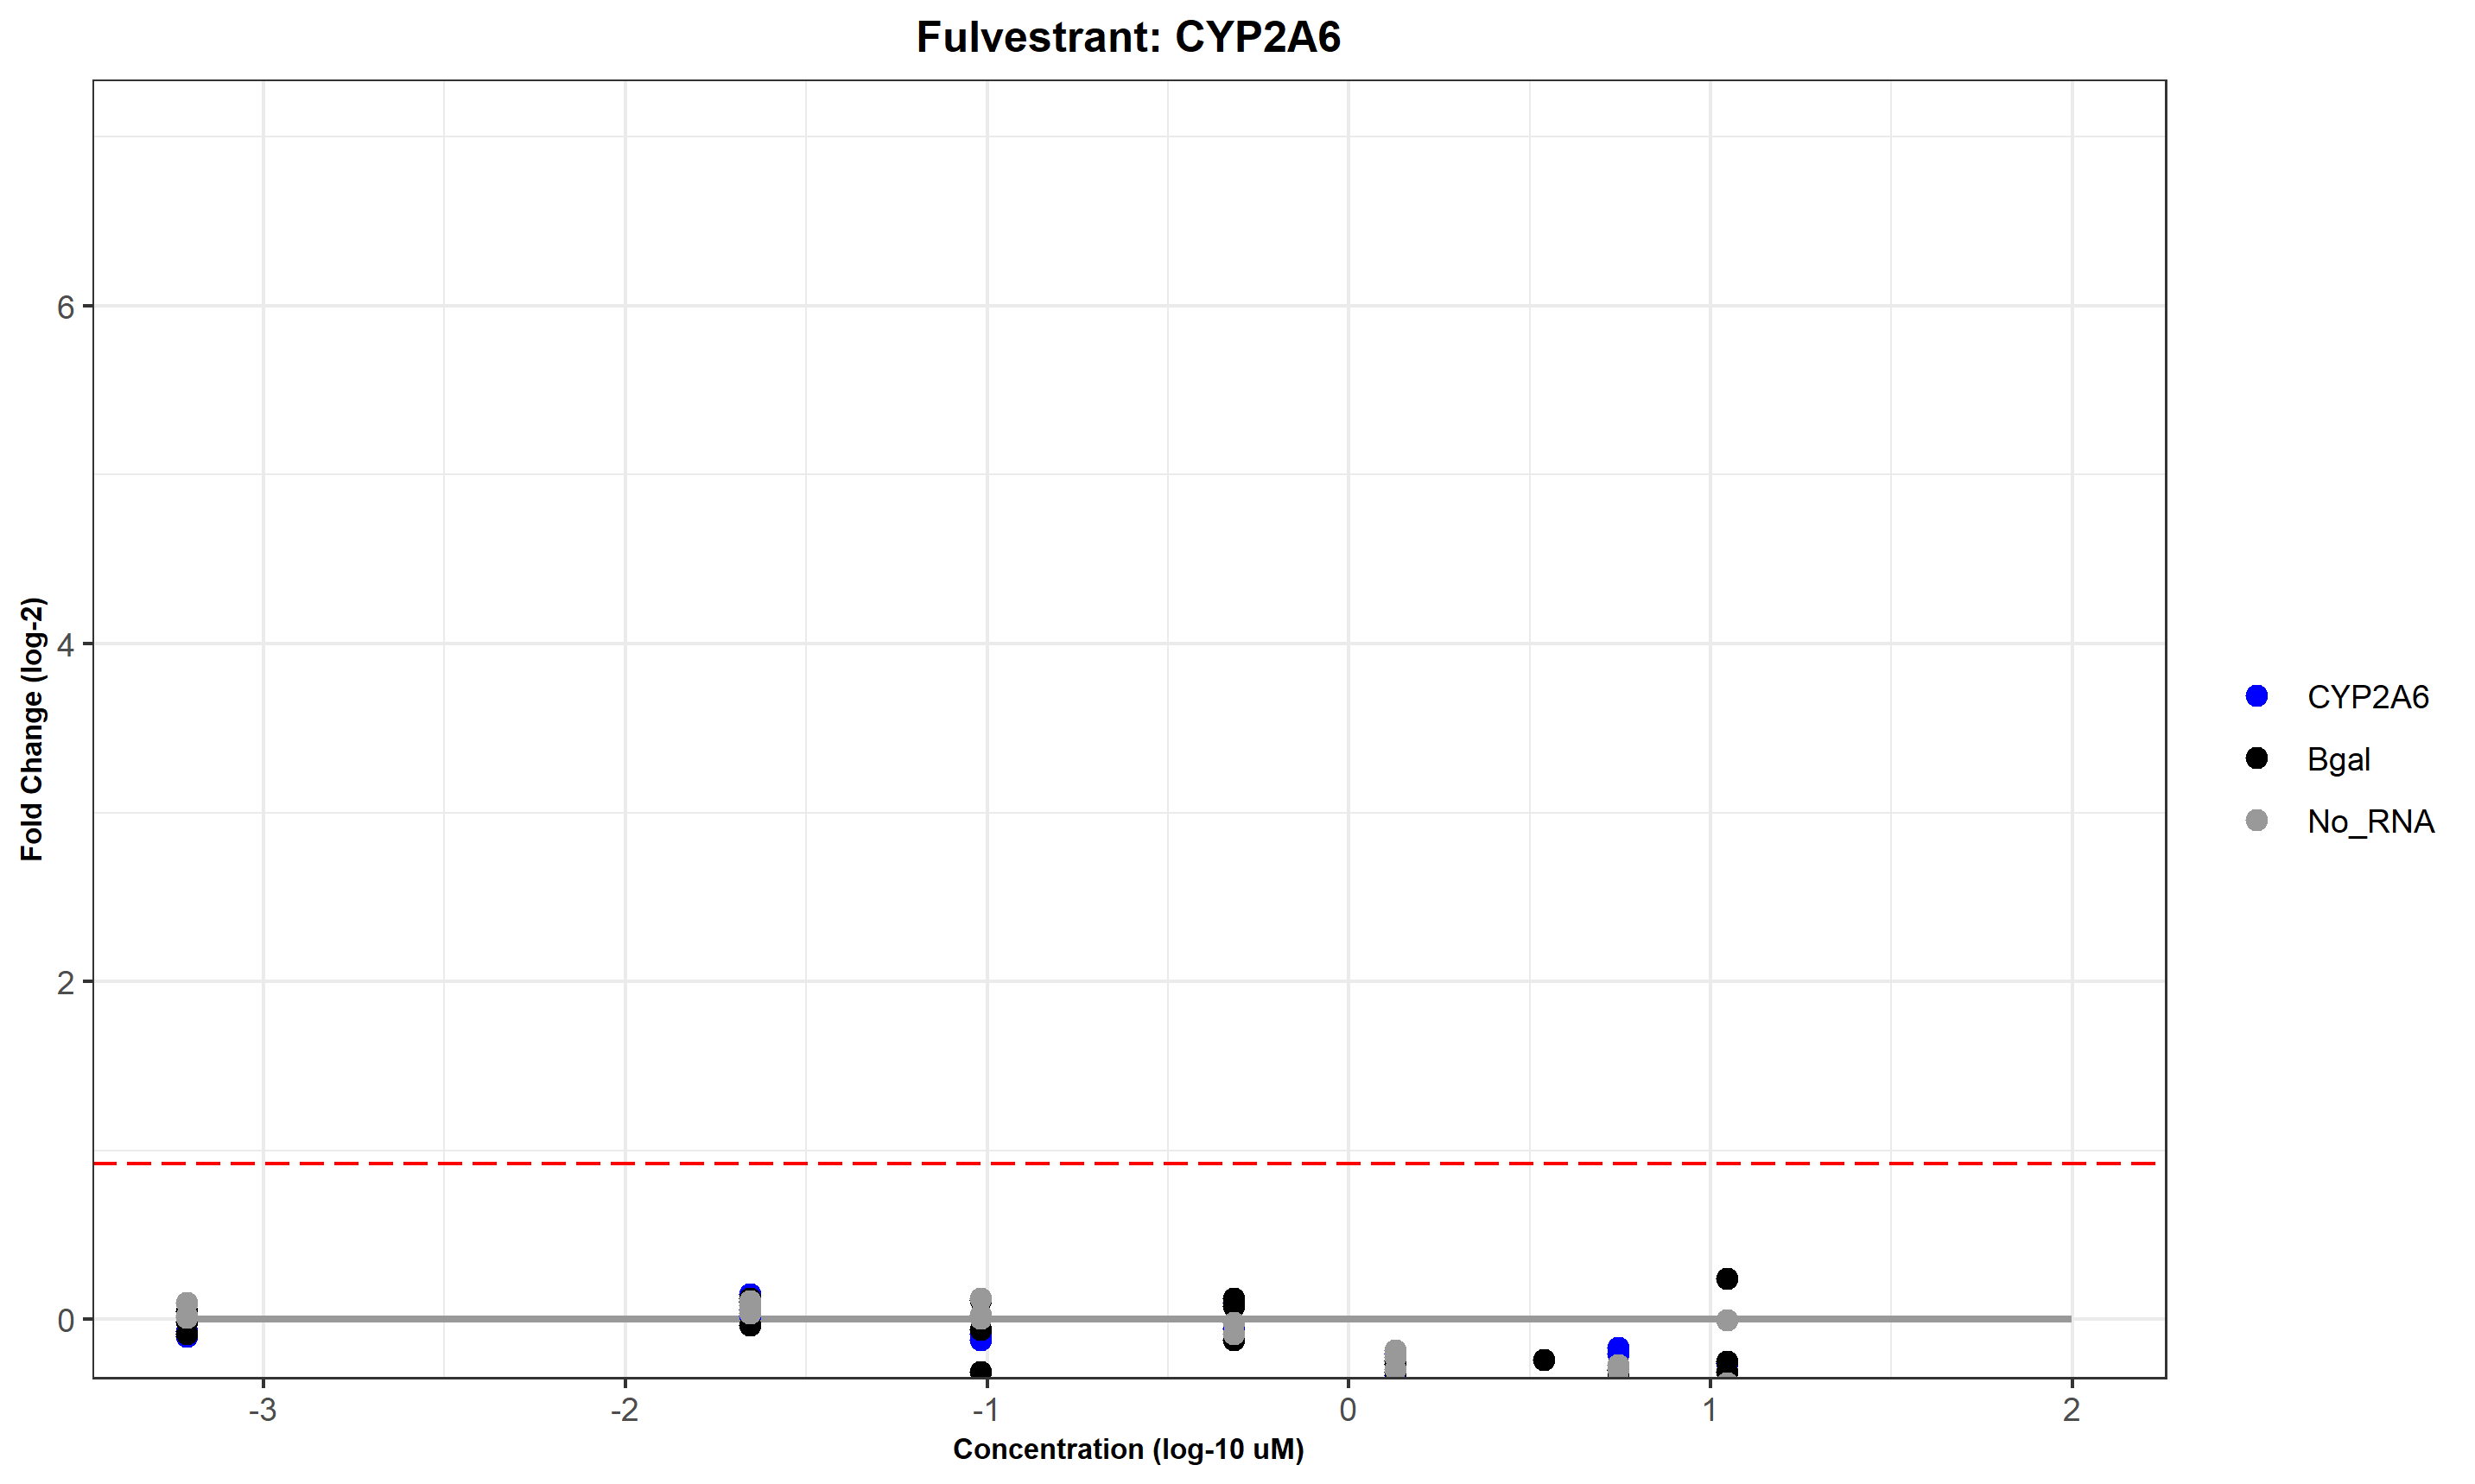 Fulvestrant: CYP2A6
Fold Change (log-2)
6
4
2
0
-3
-2
-1
0
1
2
Concentration (log-10 uM)
CYP2A6
Bgal
No_RNA